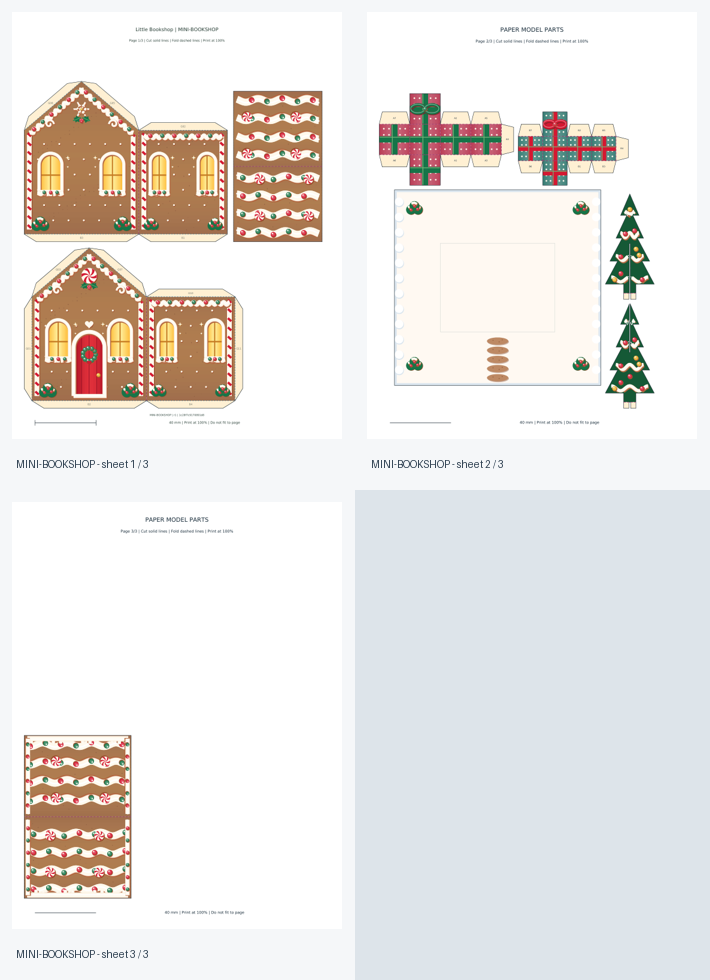 Little Bookshop | MINI-BOOKSHOP
Page 1/3 | Cut solid lines | Fold dashed lines | Print at 100%
40 mm | Print at 100% | Do not fit to page
MINI-BOOKSHOP - sheet 1 / 3
PAPER MODEL PARTS
Page 2/3 | Cut solid lines | Fold dashed lines | Print at 100%
40 mm | Print at 100% | Do not fit to page
MINI-BOOKSHOP - sheet 2 / 3
PAPER MODEL PARTS
Page 3/3 | Cut solid lines | Fold dashed lines | Print at 100%
40 mm | Print at 100% | Do not fit to page
MINI-BOOKSHOP - sheet 3 / 3